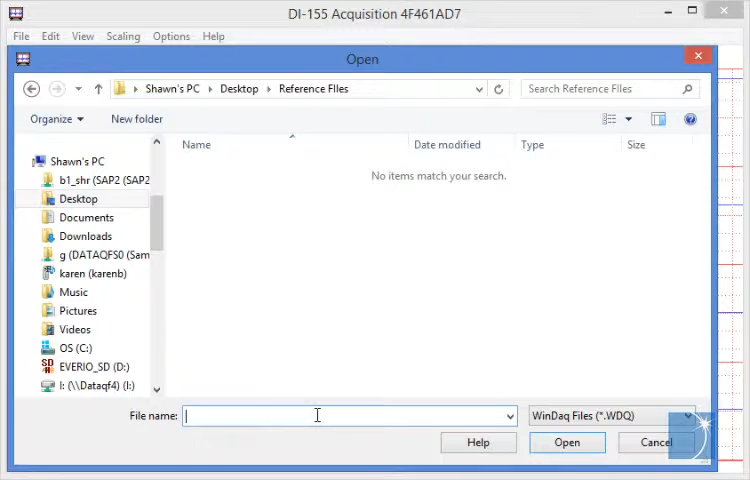 DI-155 Acquisition 4F461AD7
File Edit View Scaling Options Help
Open
Shawn's PC Desktop Reference FIles Search Reference FIles
Organize New folder
Name Date modified Type Size
No items match your search.
Shawn's PC
b1_shr (SAP2 (SAP2
Desktop
Documents
Downloads
g (DATAQFS0 (Sam
karen (karenb)
Music
Pictures
Videos
OS (C:)
EVERIO_SD (D:)
I: (\\Dataqf4) (I:)
File name: WinDaq Files (*.WDQ)
Help Open Cancel